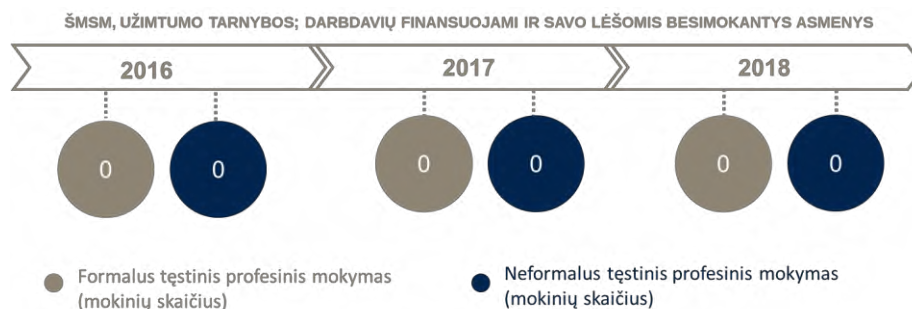 ŠMSM, UŽIMTUMO TARNYBOS; DARBDAVIŲ FINANSUOJAMI IR SAVO LĖŠOMIS BESIMOKANTYS ASMENYS
2016 2017 2018
0 0 0 0 0 0
Formalus tęstinis profesinis mokymas
(mokinių skaičius)
Neformalus tęstinis profesinis mokymas
(mokinių skaičius)